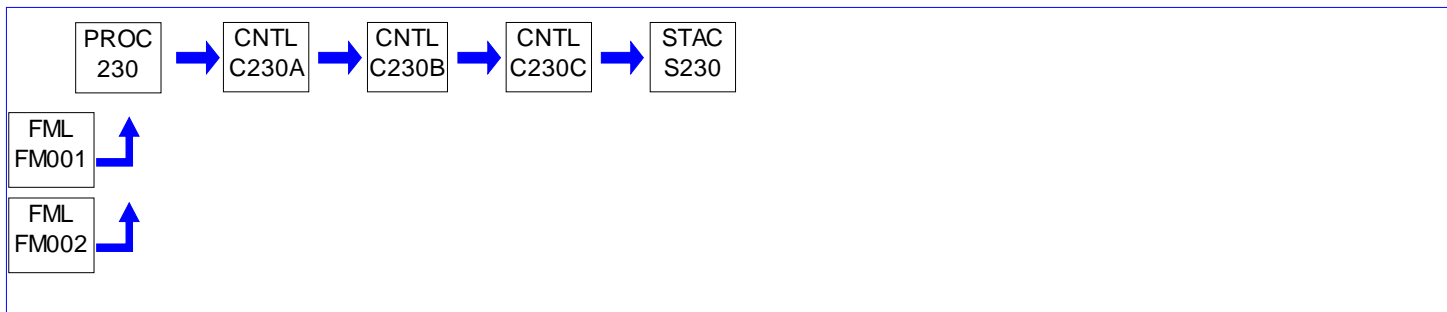 PROC
230
CNTL
C230A
CNTL
C230B
CNTL
C230C
STAC
S230
FML
FM001
FML
FM002